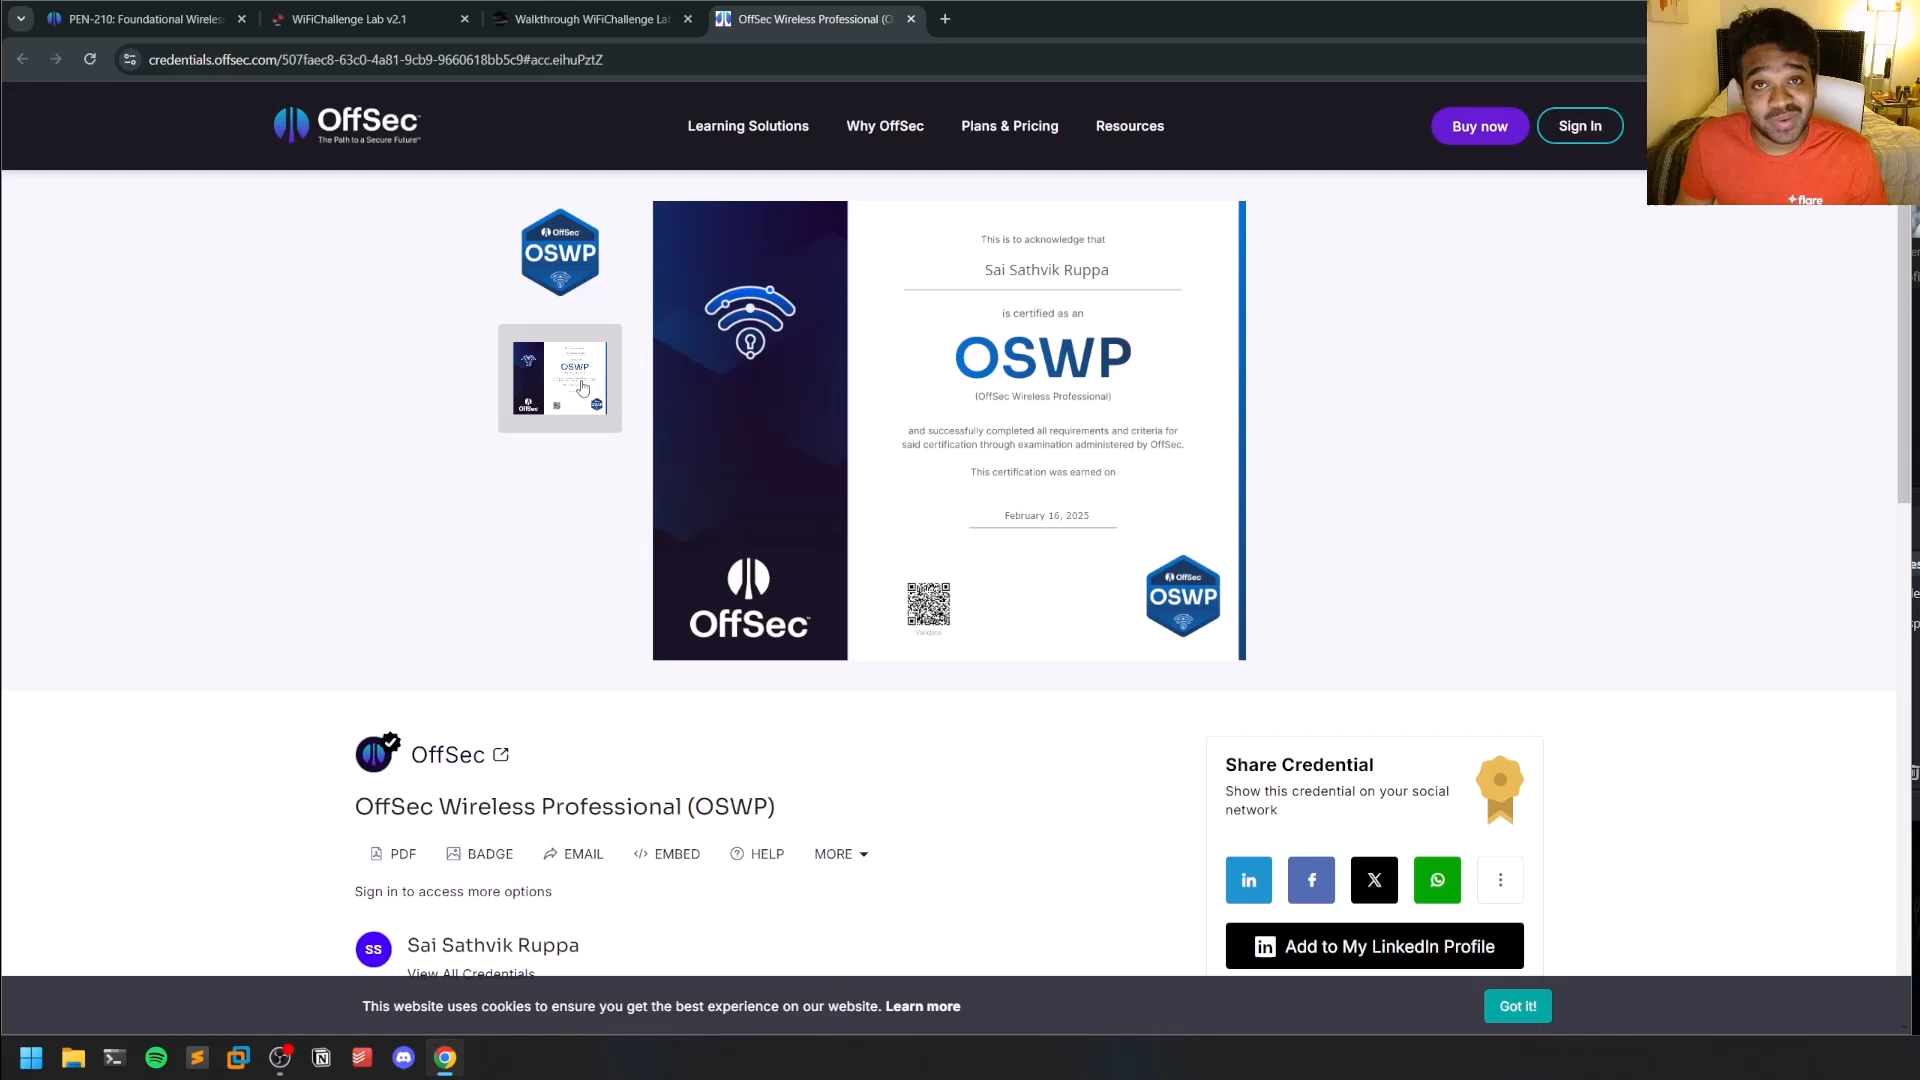 PEN-210: Foundational Wireles
WiFiChallenge Lab v2.1
Walkthrough WiFiChallenge La
OffSec Wireless Professional (O
credentials.offsec.com/507faec8-63c0-4a81-9cb9-9660618bb5c9#acc.eihuPztZ
OffSec
The Path to a Secure Future™
Learning Solutions
Why OffSec
Plans & Pricing
Resources
Buy now
Sign In
flare
OffSec
OSWP
This is to acknowledge that
Sai Sathvik Ruppa
is certified as an
OSWP
(OffSec Wireless Professional)
and successfully completed all requirements and criteria for
said certification through examination administered by OffSec.
This certification was earned on
February 16, 2025
OffSec
Validate
OffSec
OSWP
OSWP
OffSec
OffSec
OffSec Wireless Professional (OSWP)
PDF
BADGE
EMAIL
EMBED
HELP
MORE
Sign in to access more options
SS
Sai Sathvik Ruppa
View All Credentials
Share Credential
Show this credential on your social
network
in
f
X
in Add to My LinkedIn Profile
This website uses cookies to ensure you get the best experience on our website. Learn more
Got it!